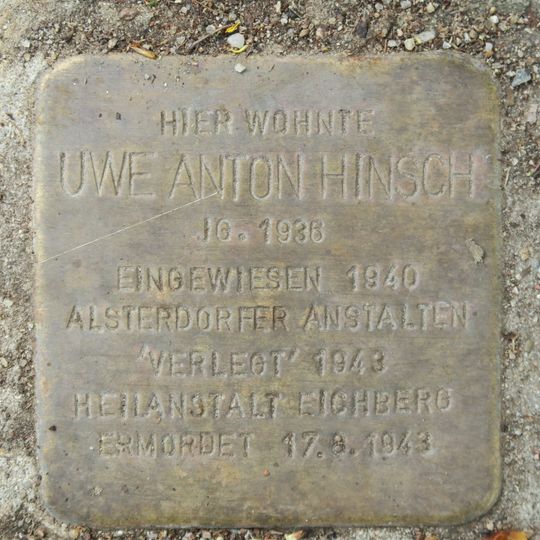 HIER WOHNTE
UWE ANTON HINSCH
JG. 1936
EINGEWIESEN 1940
ALSTERDORFER ANSTALTEN
'VERLEGT' 1943
HEILANSTALT EICHBERG
ERMORDET 17.8.1943